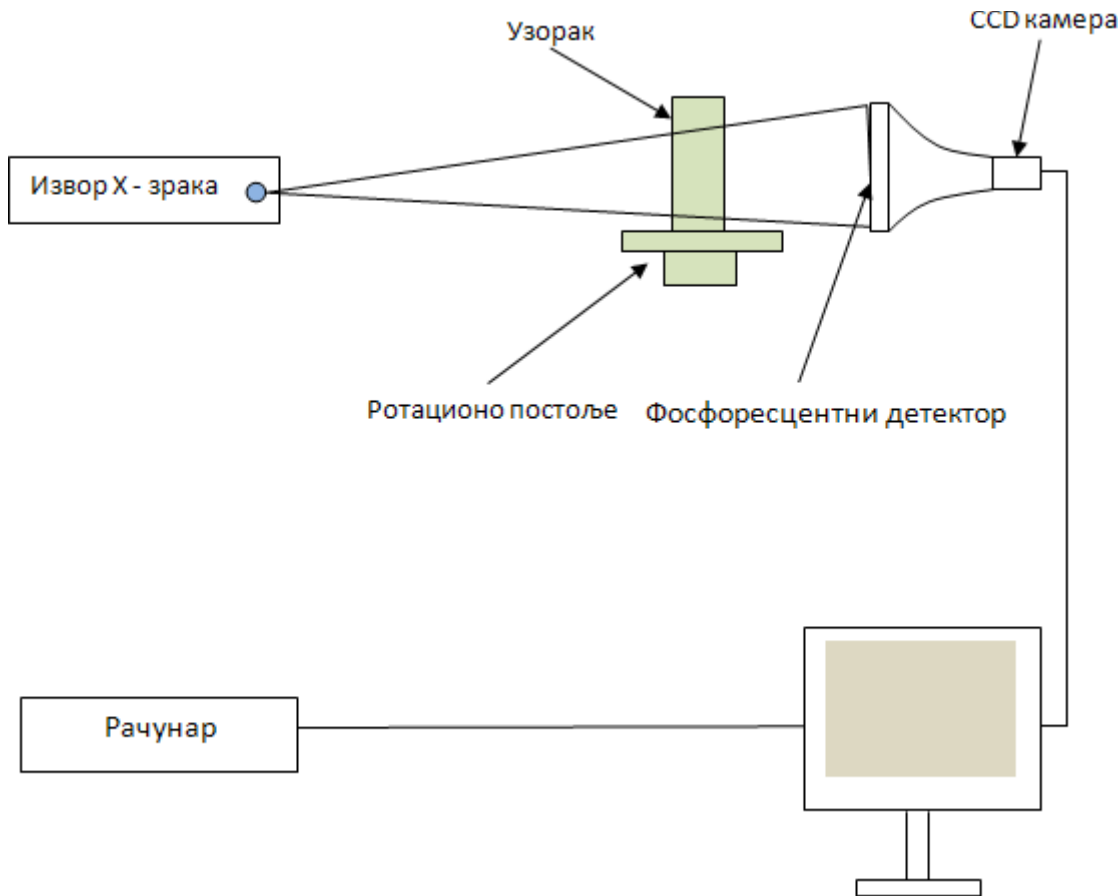 CCD камера
Узорак
Извор X - зрака
Ротационо постоље
Фосфоресцентни детектор
Рачунар